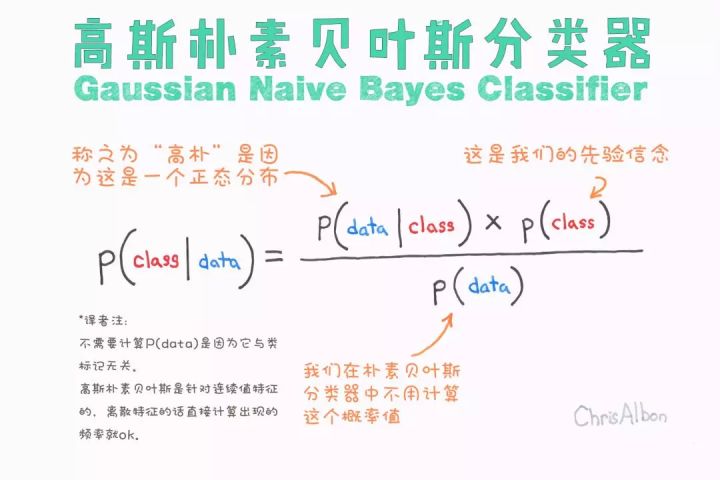 高斯朴素贝叶斯分类器
Gaussian Naive Bayes Classifier
称之为“高朴”是因
为这是一个正态分布
这是我们的先验信念
P(data|class) × P(class)
P(class|data)=
P(data)
*译者注:
不需要计算P(data)是因为它与类
标记无关。
高斯朴素贝叶斯是针对连续值特征
的，离散特征的话直接计算出现的
频率就ok。
我们在朴素贝叶斯
分类器中不用计算
这个概率值
ChrisAlbon